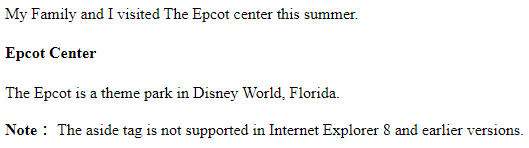 My Family and I visited The Epcot center this summer.
Epcot Center
The Epcot is a theme park in Disney World, Florida.
Note： The aside tag is not supported in Internet Explorer 8 and earlier versions.